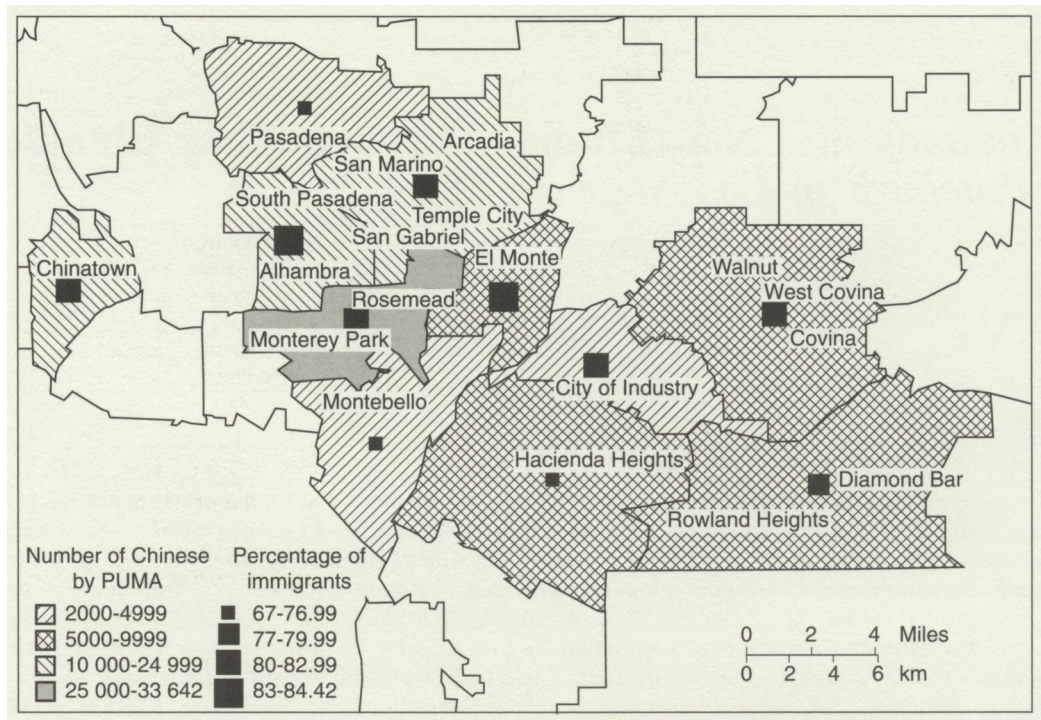 Pasadena
Arcadia
San Marino
South Pasadena
Temple City
San Gabriel
El Monte
Chinatown
Alhambra
Walnut
West Covina
Rosemead
Monterey Park
Covina
City of Industry
Montebello
Hacienda Heights
Diamond Bar
Rowland Heights
Number of Chinese
by PUMA
2000-4999
5000-9999
10 000-24 999
25 000-33 642
Percentage of
immigrants
67-76.99
77-79.99
80-82.99
83-84.42
0 2 4 Miles
0 2 4 6 km